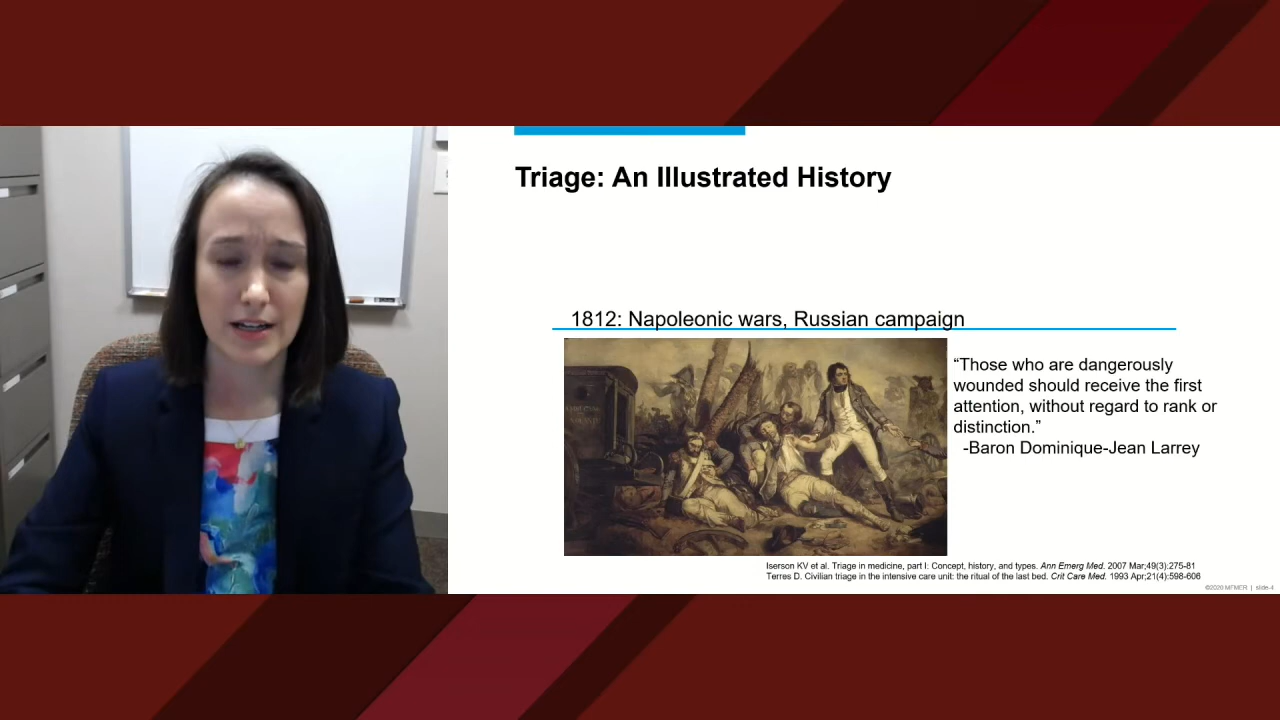 Triage: An Illustrated History
1812: Napoleonic wars, Russian campaign
“Those who are dangerously
wounded should receive the first
attention, without regard to rank or
distinction.”
-Baron Dominique-Jean Larrey
Iserson KV et al. Triage in medicine, part I: Concept, history, and types. Ann Emerg Med. 2007 Mar;49(3):275-81
Terres D. Civilian triage in the intensive care unit: the ritual of the last bed. Crit Care Med. 1993 Apr;21(4):598-606
©2020 MFMER | slide-4